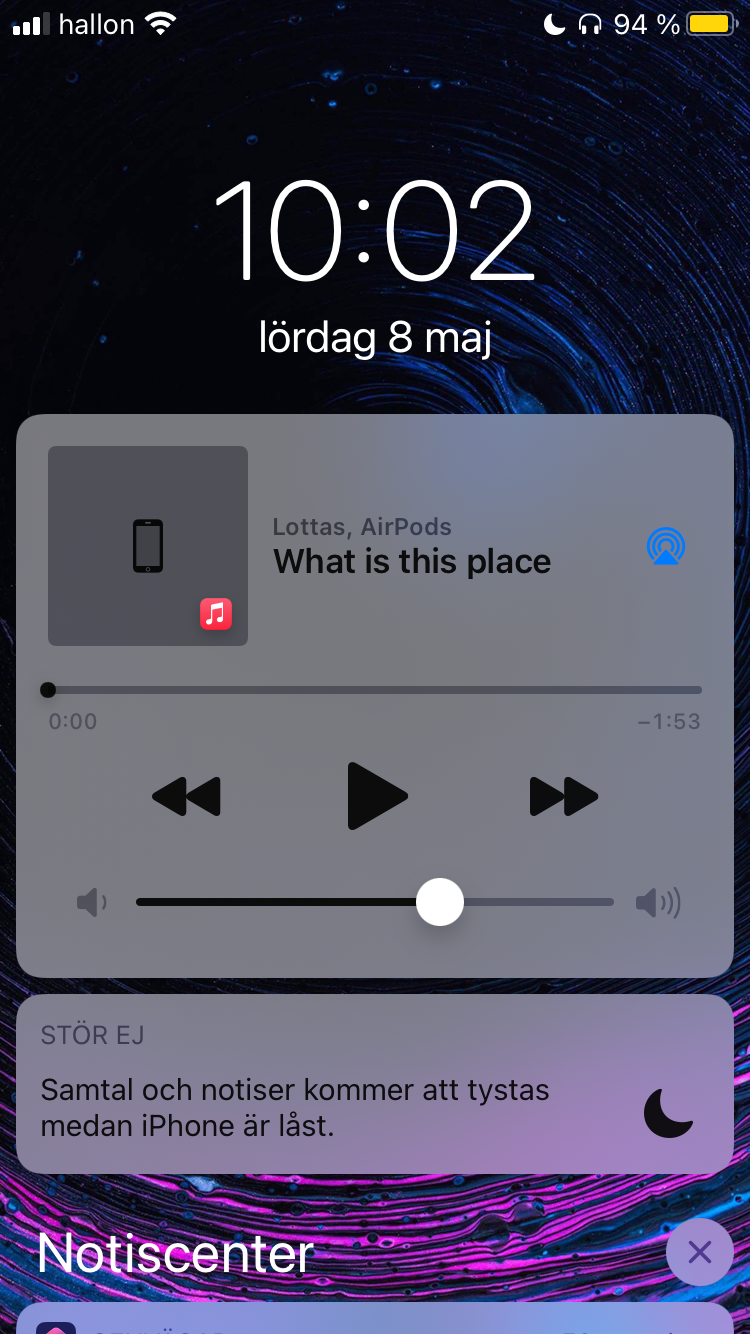 hallon 94 %
10:02
lördag 8 maj
Lottas, AirPods
What is this place
0:00 −1:53
STÖR EJ
Samtal och notiser kommer att tystas
medan iPhone är låst.
Notiscenter